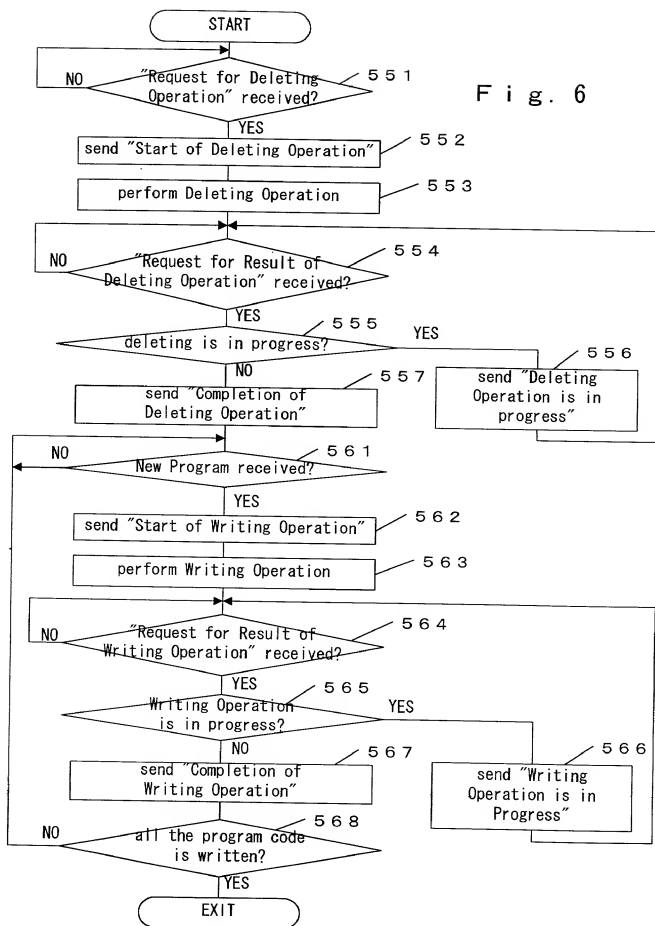 START
"Request for Deleting
Operation" received?
551
NO
YES
Fig. 6
send "Start of Deleting Operation"
552
perform Deleting Operation
553
"Request for Result of
Deleting Operation" received?
554
NO
YES
deleting is in progress?
555
YES
NO
send "Deleting
Operation is in
progress"
556
send "Completion of
Deleting Operation"
557
New Program received?
561
NO
YES
send "Start of Writing Operation"
562
perform Writing Operation
563
"Request for Result of
Writing Operation" received?
564
NO
YES
Writing Operation
is in progress?
565
YES
NO
send "Writing
Operation is in
Progress"
566
send "Completion of
Writing Operation"
567
all the program code
is written?
568
NO
YES
EXIT